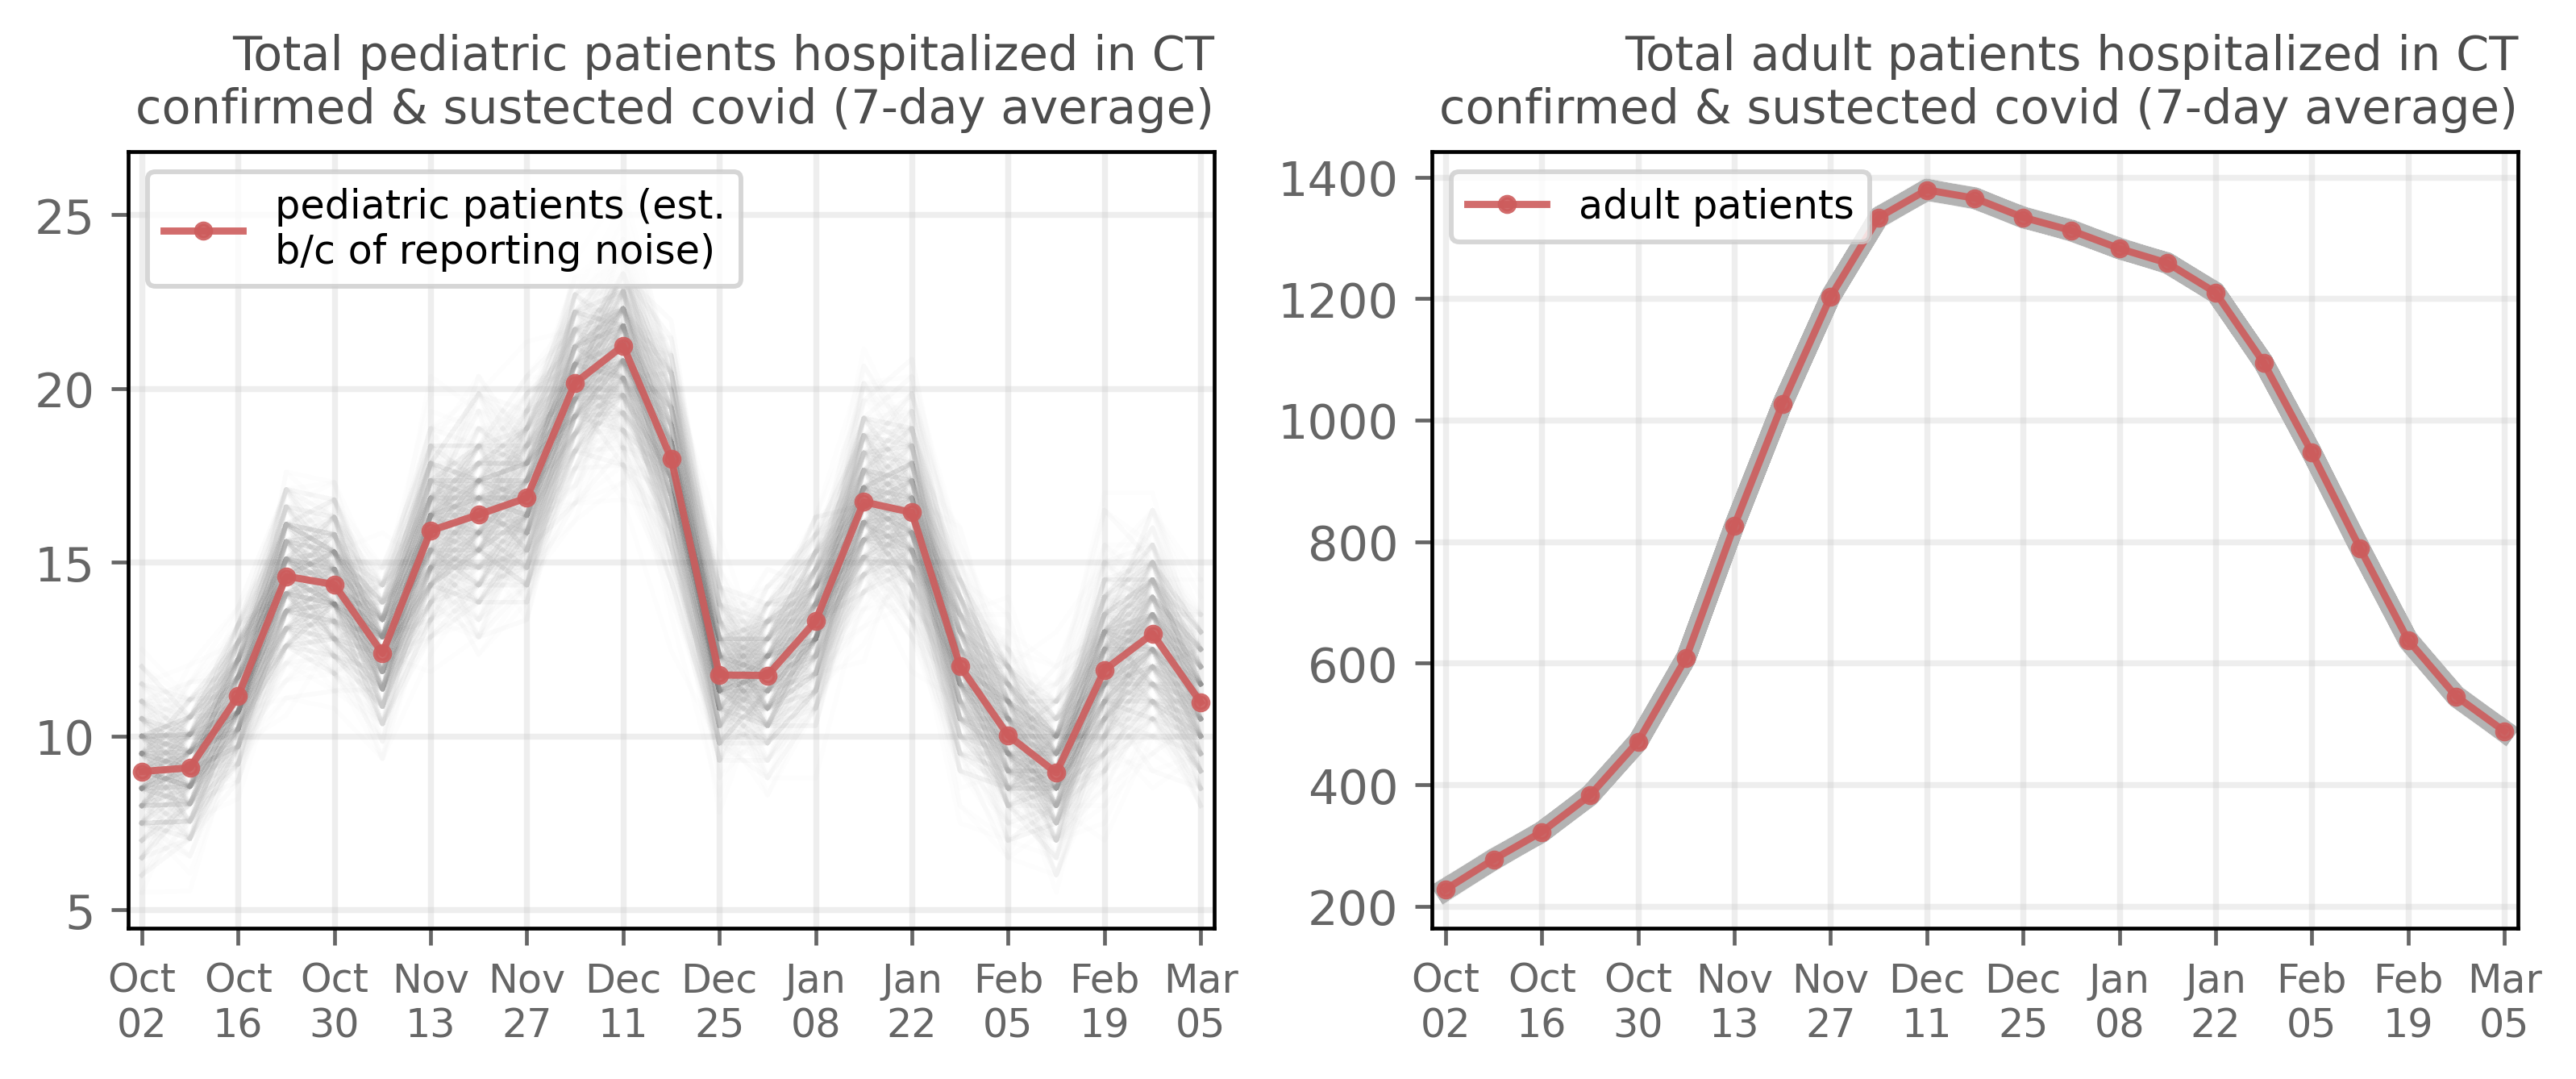 Total pediatric patients hospitalized in CT
confirmed & sustected covid (7-day average)
pediatric patients (est.
b/c of reporting noise)
25
20
15
10
5
Oct Oct Oct Nov Nov Dec Dec Jan Jan Feb Feb Mar
02 16 30 13 27 11 25 08 22 05 19 05
Total adult patients hospitalized in CT
confirmed & sustected covid (7-day average)
adult patients
1400
1200
1000
800
600
400
200
Oct Oct Oct Nov Nov Dec Dec Jan Jan Feb Feb Mar
02 16 30 13 27 11 25 08 22 05 19 05